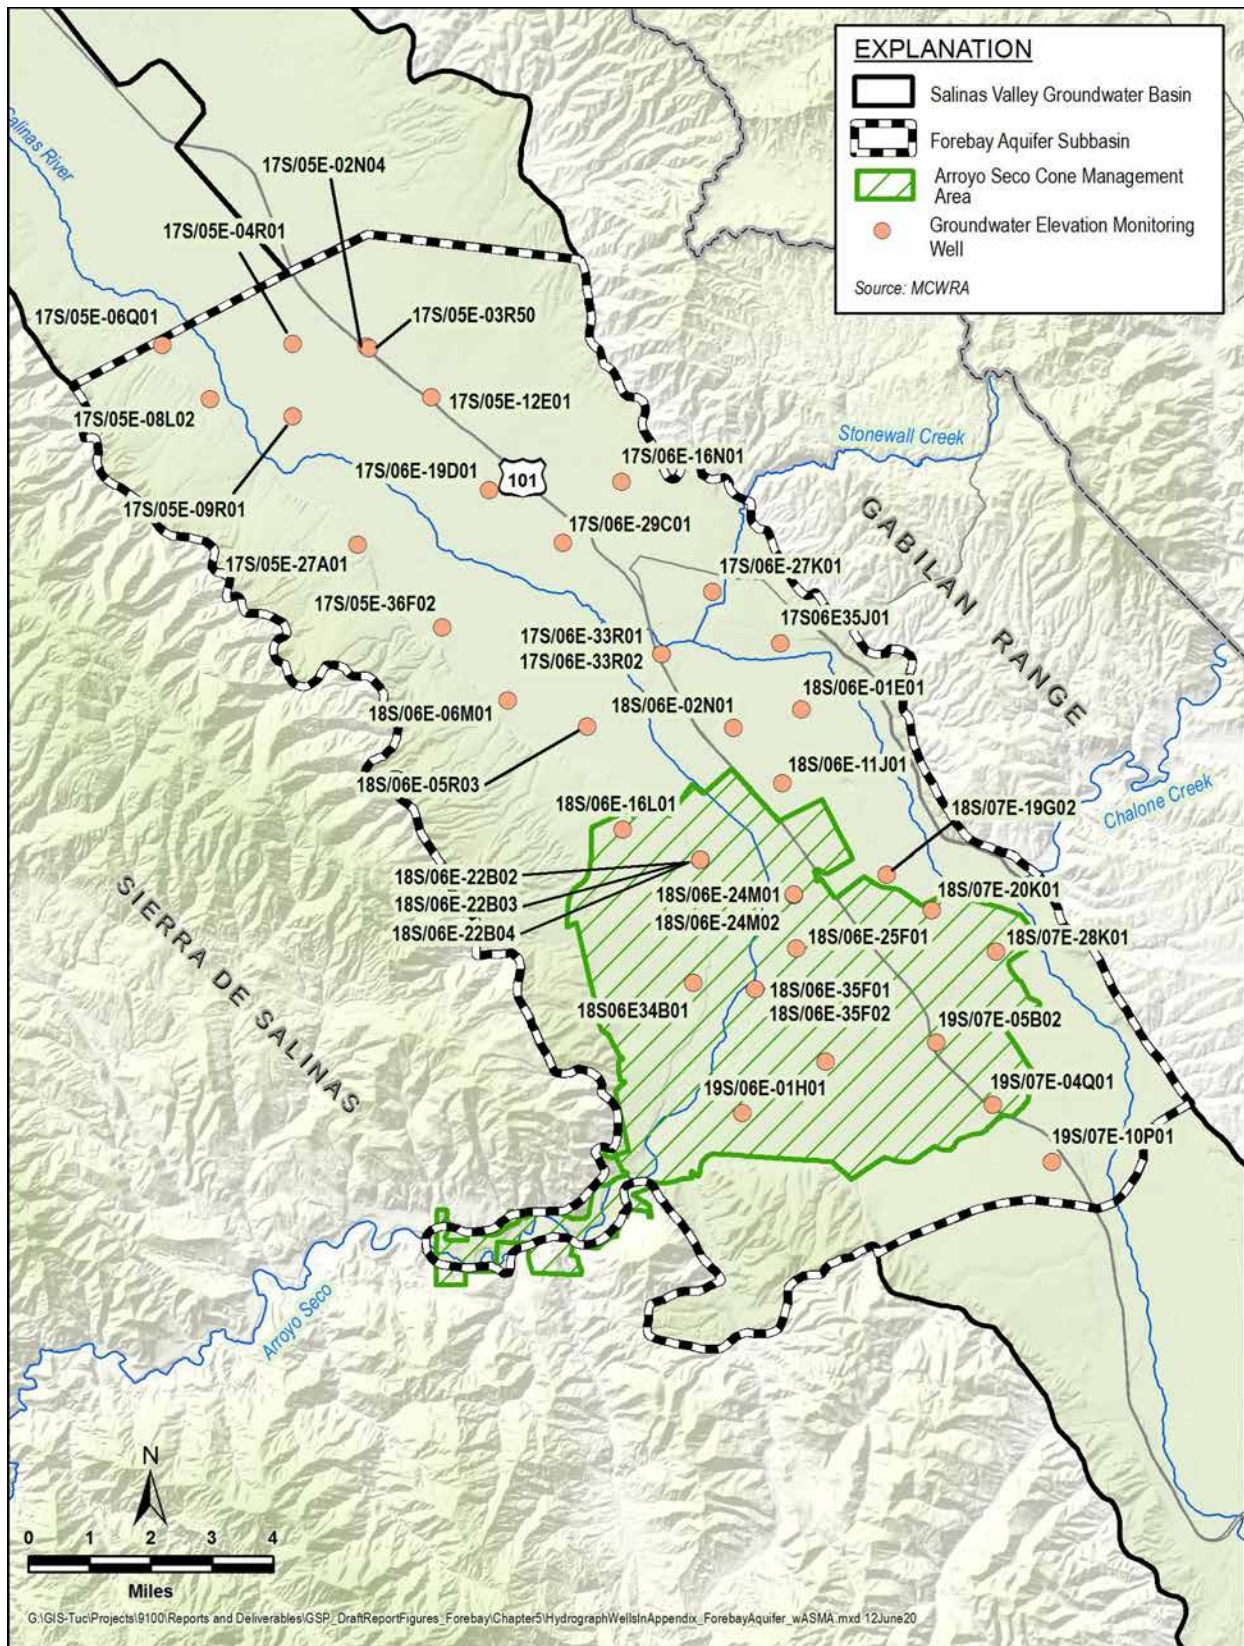 EXPLANATION
Salinas Valley Groundwater Basin
Forebay Aquifer Subbasin
Arroyo Seco Cone Management
Area
Groundwater Elevation Monitoring
Well
Source: MCWRA
Salinas River
17S/05E-02N04
17S/05E-04R01
17S/05E-06Q01
17S/05E-03R50
17S/05E-08L02
17S/05E-12E01
Stonewall Creek
17S/06E-16N01
17S/06E-19D01
101
17S/05E-09R01
GABILAN RANGE
17S/06E-29C01
17S/05E-27A01
17S/06E-27K01
17S/05E-36F02
17S/06E-33R01
17S06E35J01
17S/06E-33R02
18S/06E-01E01
18S/06E-02N01
18S/06E-06M01
18S/06E-11J01
18S/06E-05R03
Chalone Creek
18S/06E-16L01
18S/07E-19G02
18S/06E-22B02
18S/06E-24M01
18S/07E-20K01
18S/06E-22B03
18S/06E-24M02
18S/06E-22B04
18S/06E-25F01
18S/07E-28K01
SIERRA DE SALINAS
18S06E34B01
18S/06E-35F01
18S/06E-35F02
19S/07E-05B02
19S/06E-01H01
19S/07E-04Q01
19S/07E-10P01
Arroyo Seco
N
0 1 2 3 4
Miles
G:\GIS-Tuc\Projects\9100\Reports and Deliverables\GSP_DraftReportFigures_Forebay\Chapter5\HydrographWellsInAppendix_ForebayAquifer_wASMA.mxd 12June20